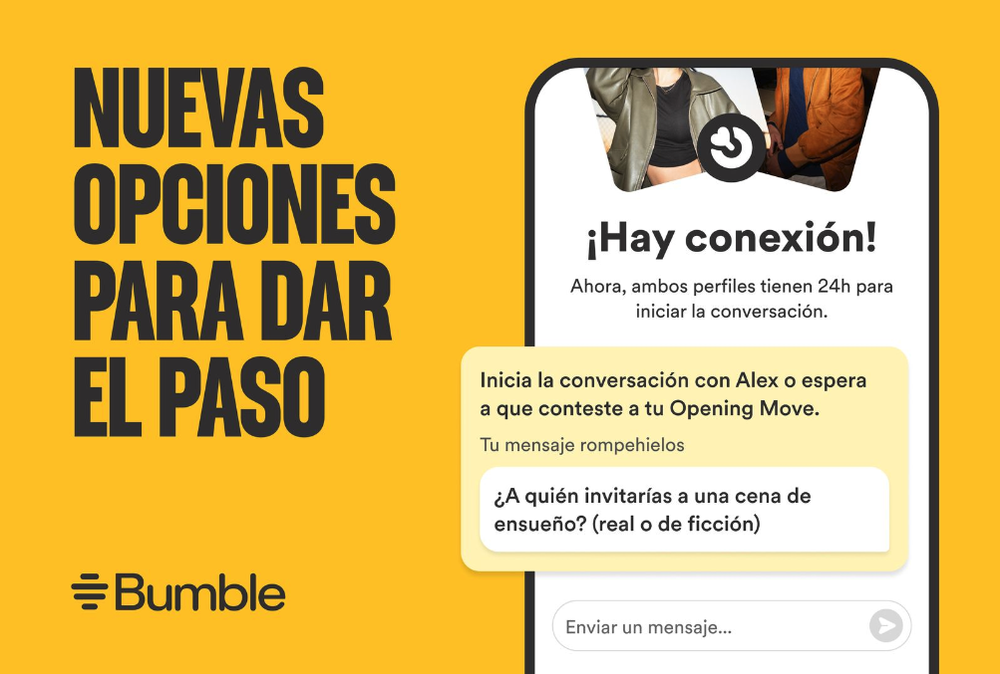 NUEVAS
OPCIONES
PARA DAR
EL PASO
Bumble
¡Hay conexión!
Ahora, ambos perfiles tienen 24h para
iniciar la conversación.
Inicia la conversación con Alex o espera
a que conteste a tu Opening Move.
Tu mensaje rompehielos
¿A quién invitarías a una cena de
ensueño? (real o de ficción)
Enviar un mensaje...